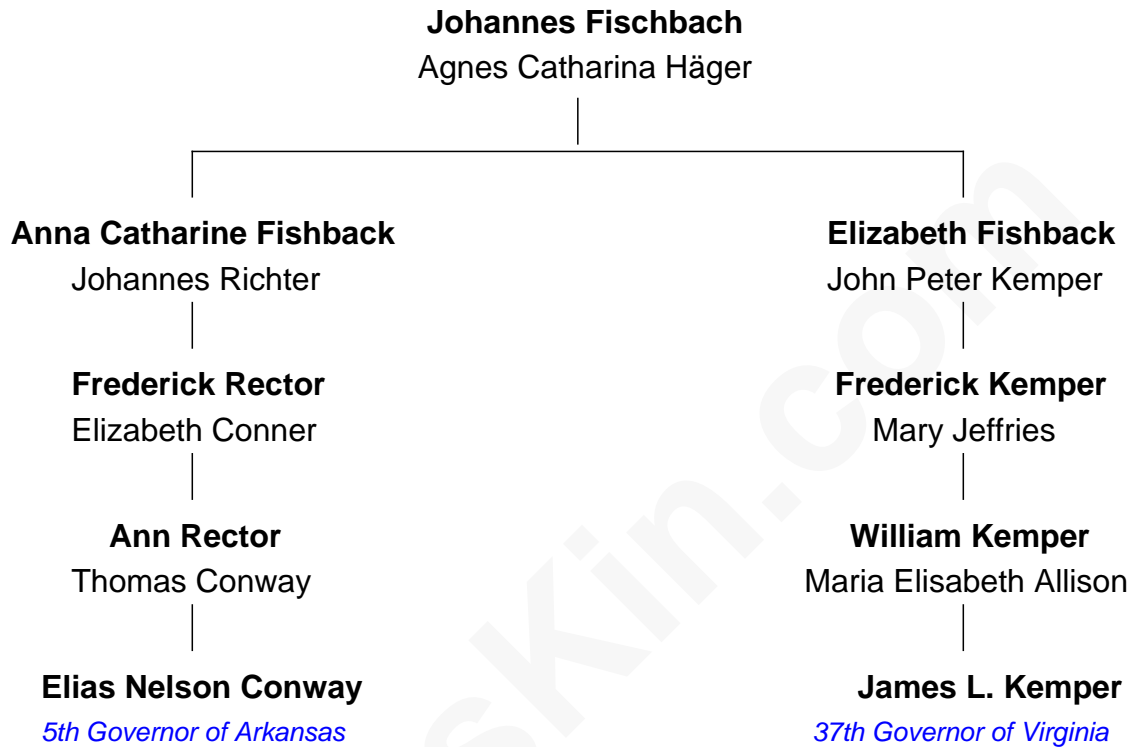 Johannes Fischbach
Agnes Catharina Häger
Anna Catharine Fishback
Johannes Richter
Elizabeth Fishback
John Peter Kemper
Frederick Rector
Elizabeth Conner
Frederick Kemper
Mary Jeffries
Ann Rector
Thomas Conway
William Kemper
Maria Elisabeth Allison
Elias Nelson Conway
5th Governor of Arkansas
James L. Kemper
37th Governor of Virginia
sKin.com